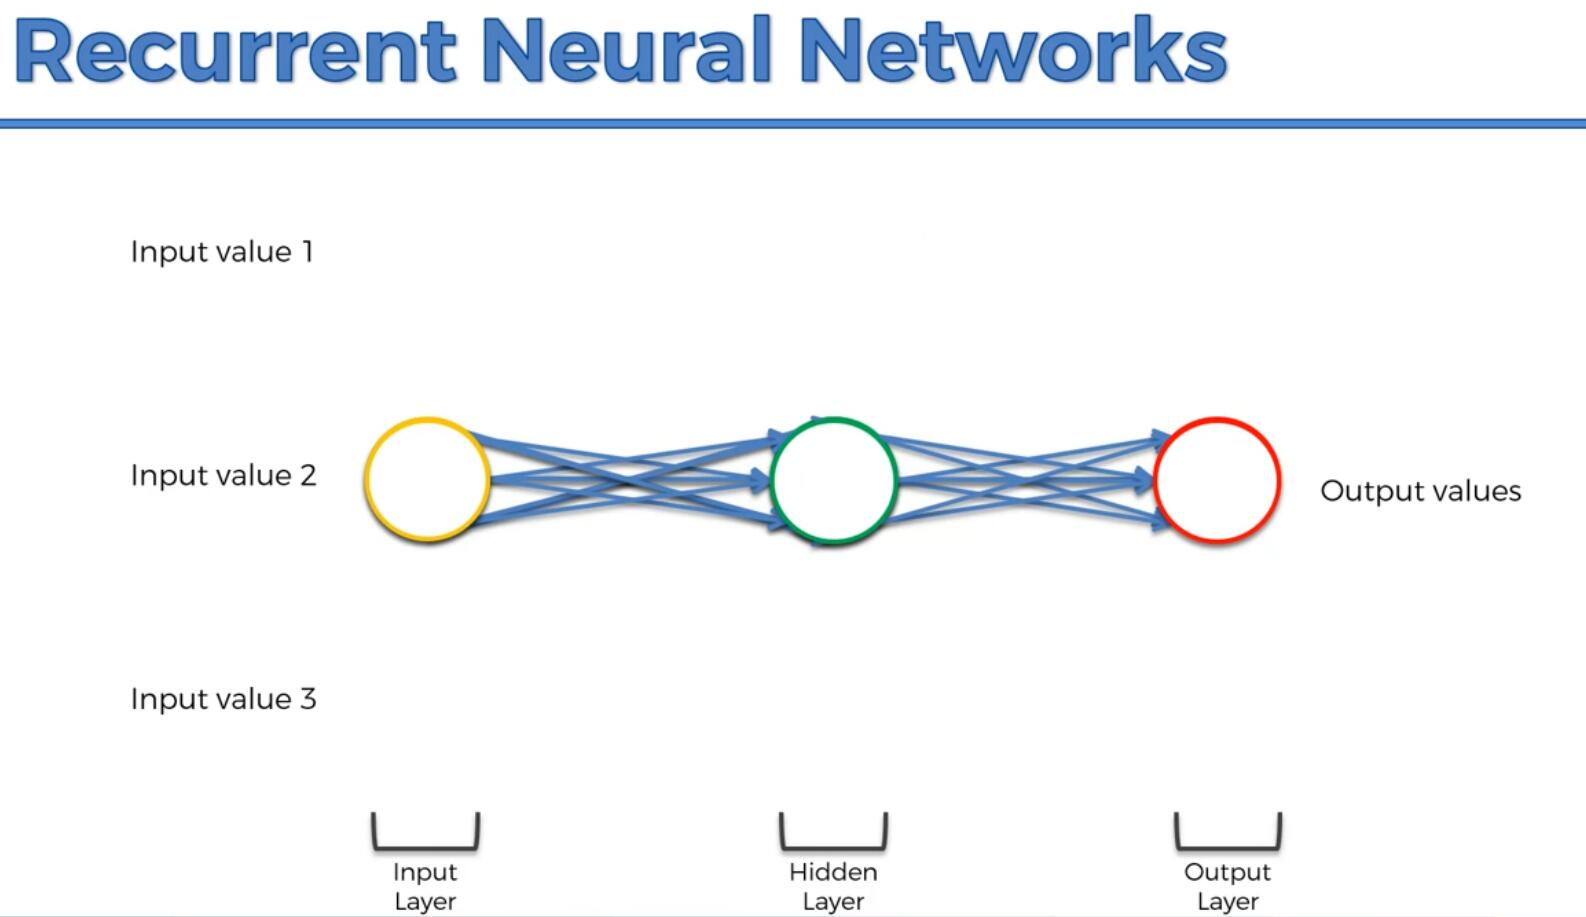 Recurrent Neural Networks
Input value 1
Input value 2
Output values
Input value 3
Input
Layer
Hidden
Layer
Output
Layer